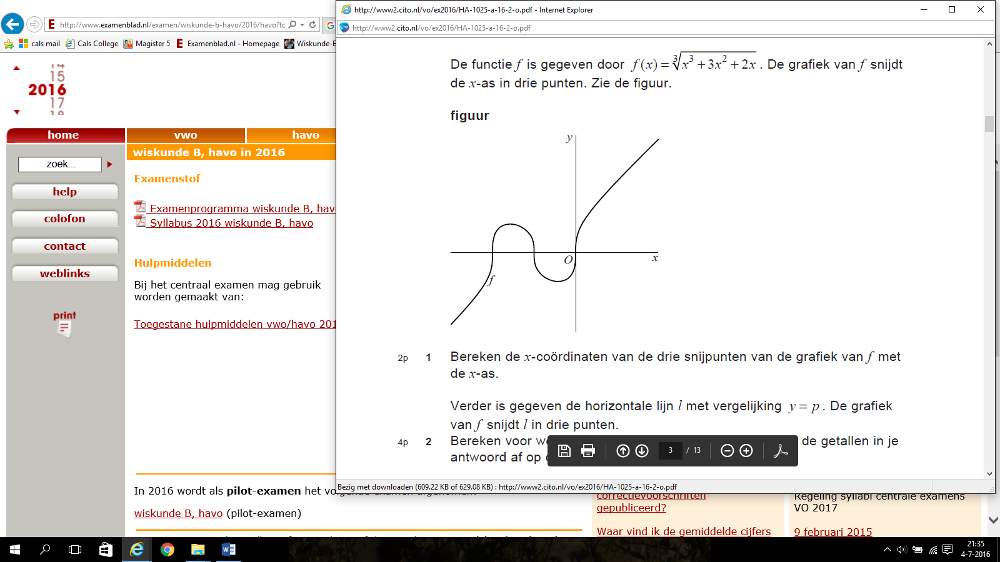 http://www2.cito.nl/vo/ex2016/HA-1025-a-16-2-o.pdf - Internet Explorer
http://www.examenblad.nl/examen/wiskunde-b-havo/2016/havo?tc
http://www2.cito.nl/vo/ex2016/HA-1025-a-16-2-o.pdf
cals mail
Cals College
Magister 5
Examenblad.nl - Homepage
Wiskunde-E
14
15
2016
17
18
home
vwo
havo
wiskunde B, havo in 2016
zoek...
help
colofon
contact
weblinks
print
Examenstof
Examenprogramma wiskunde B, hav
Syllabus 2016 wiskunde B, havo
Hulpmiddelen
Bij het centraal examen mag gebruik
worden gemaakt van:
Toegestane hulpmiddelen vwo/havo 201
In 2016 wordt als pilot-examen het vo
wiskunde B, havo (pilot-examen)
De functie f is gegeven door f(x) = ∛(x³ + 3x² + 2x). De grafiek van f snijdt
de x-as in drie punten. Zie de figuur.
figuur
y
O
x
f
2p 1 Bereken de x-coördinaten van de drie snijpunten van de grafiek van f met
de x-as.
Verder is gegeven de horizontale lijn l met vergelijking y = p. De grafiek
van f snijdt l in drie punten.
4p 2 Bereken voor we de getallen in je
antwoord af op
3 / 13
Bezig met downloaden (609.22 KB of 629.08 KB) : http://www2.cito.nl/vo/ex2016/HA-1025-a-16-2-o.pdf
correctievoorschriften
gepubliceerd?
Waar vind ik de gemiddelde cijfers
Regeling syllabi centrale examens
VO 2017
9 februari 2015
21:35
4-7-2016